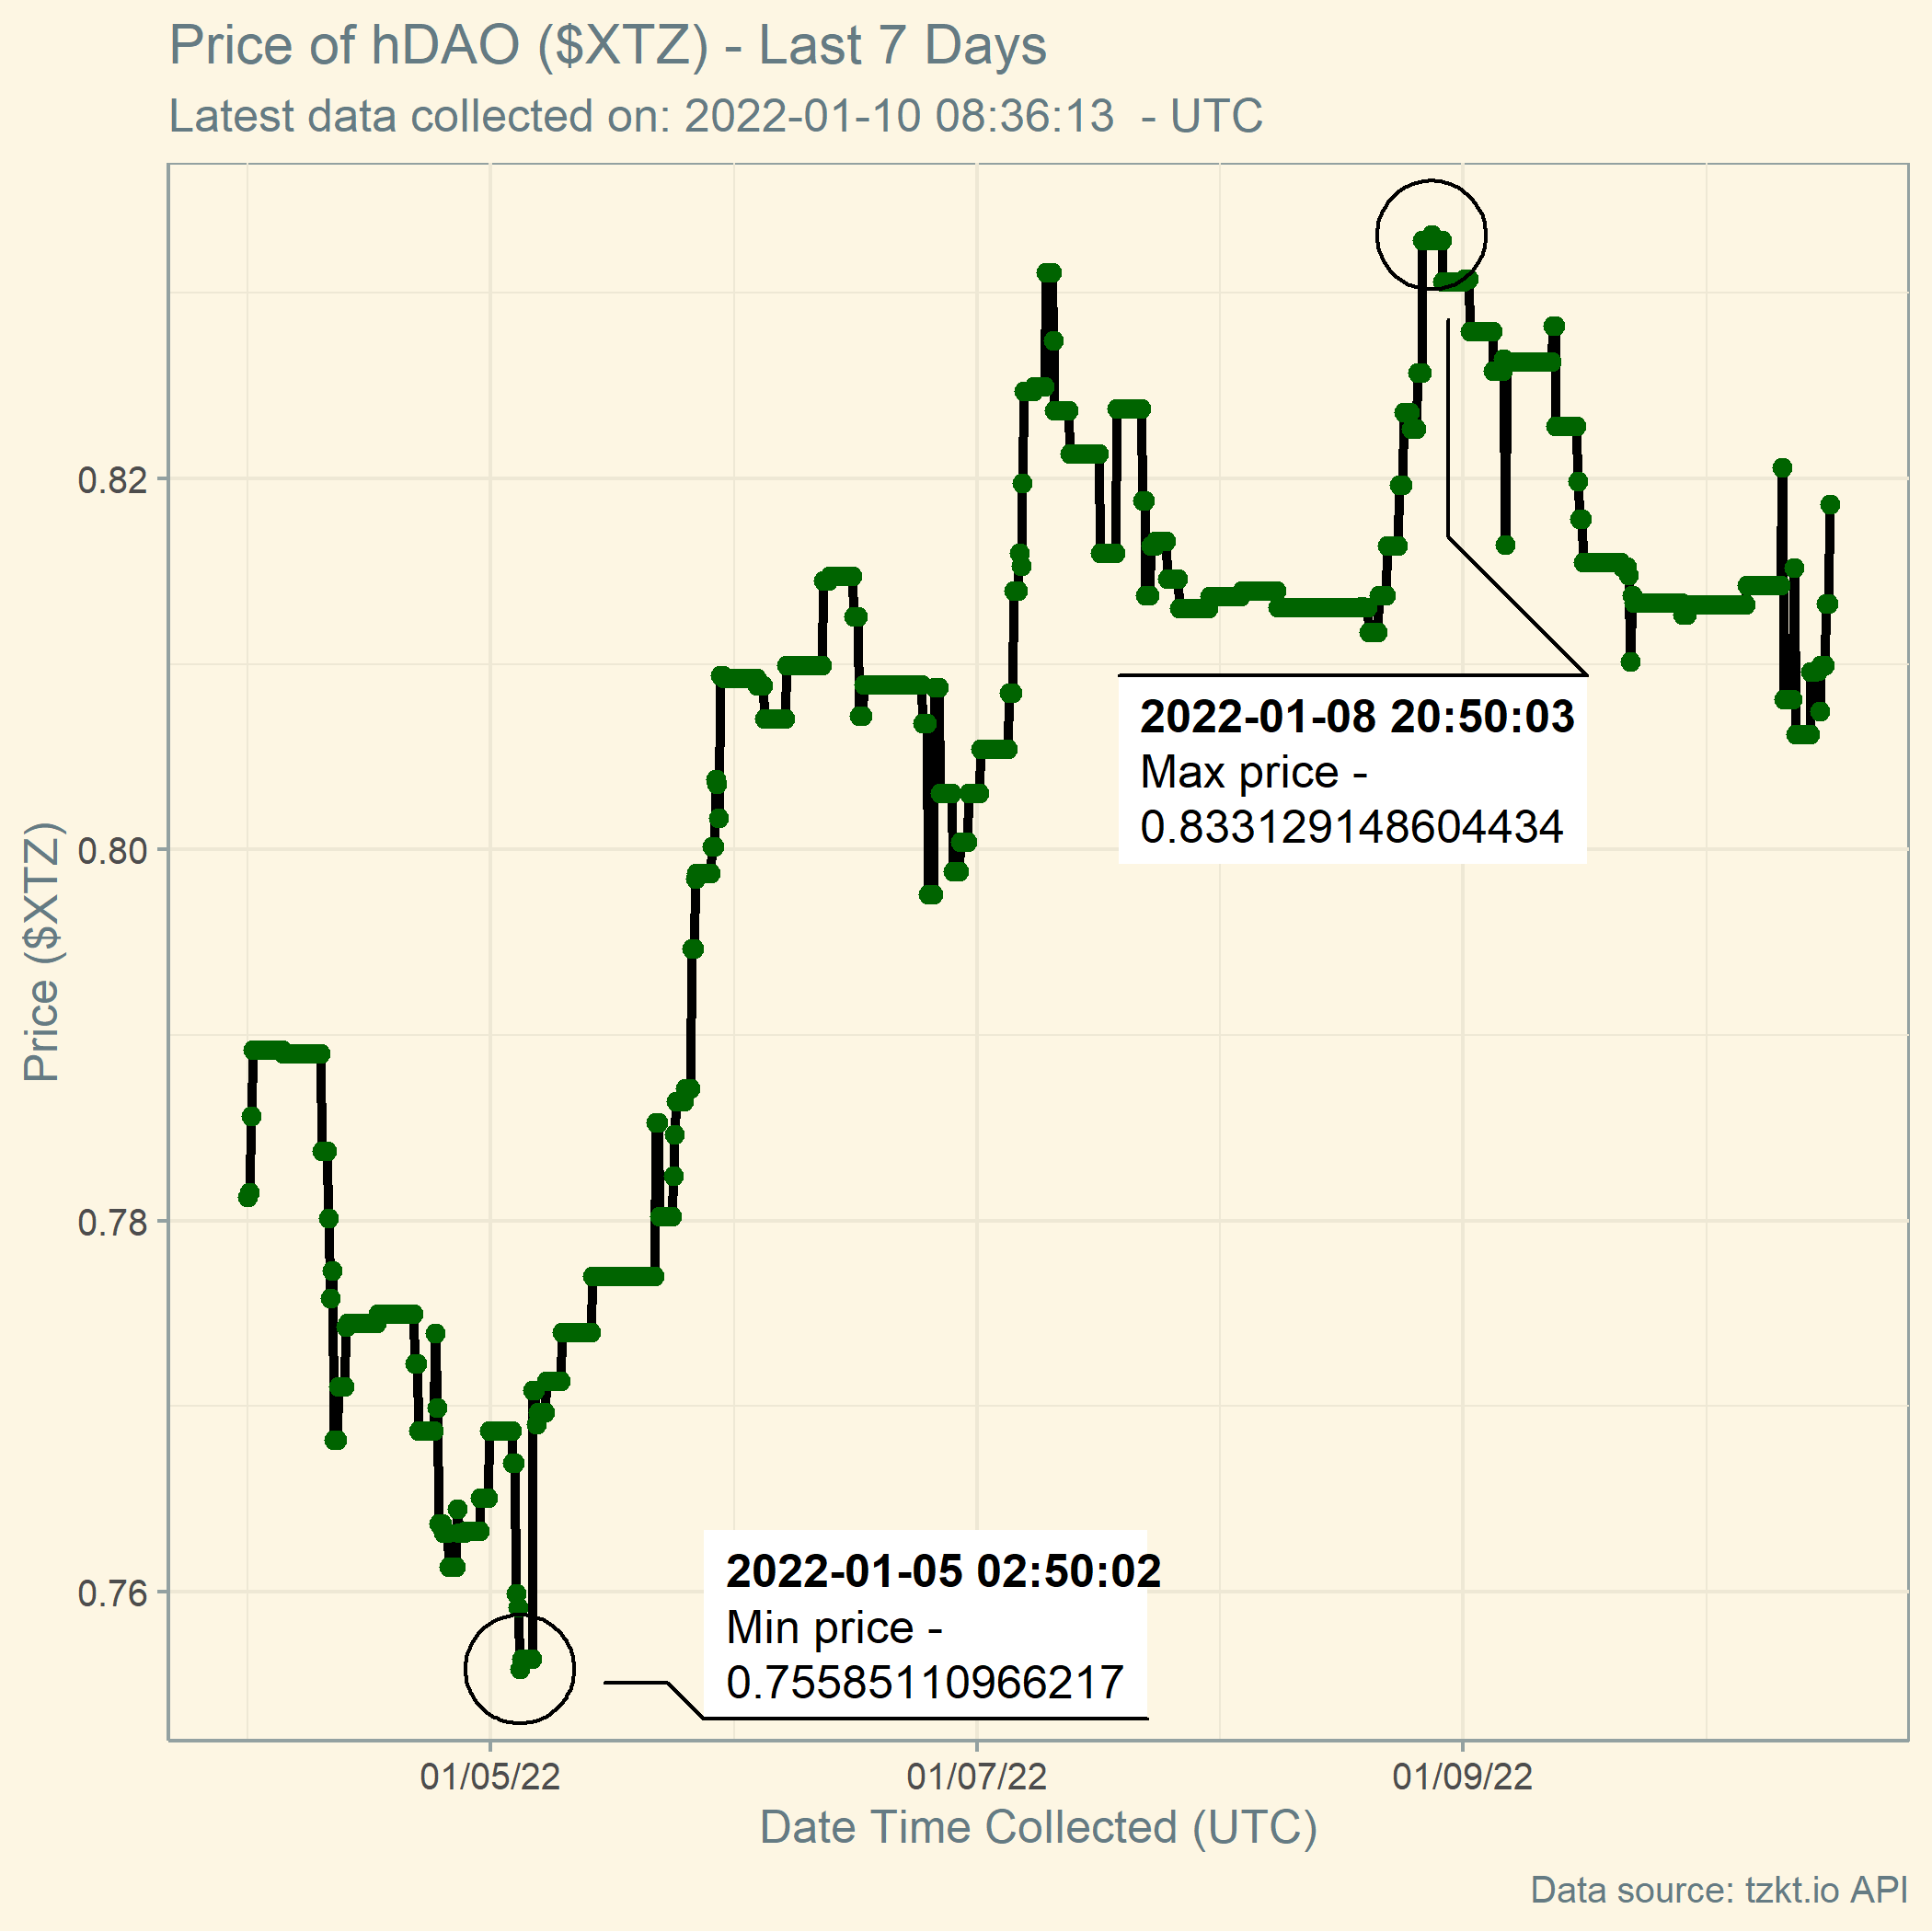 Price of hDAO ($XTZ) - Last 7 Days
Latest data collected on: 2022-01-10 08:36:13  - UTC
Price ($XTZ)
0.82
0.80
0.78
0.76
2022-01-08 20:50:03
Max price -
0.833129148604434
2022-01-05 02:50:02
Min price -
0.75585110966217
01/05/22
01/07/22
01/09/22
Date Time Collected (UTC)
Data source: tzkt.io API